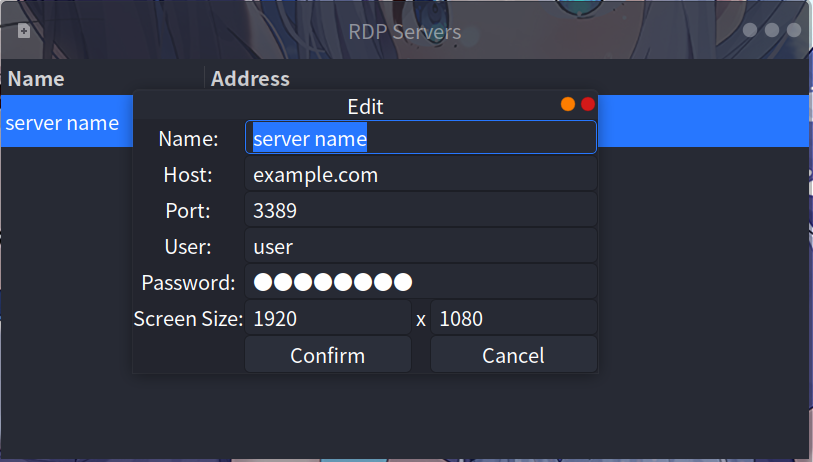 RDP Servers
Name Address
server name
Edit
Name: server name
Host: example.com
Port: 3389
User: user
Password: ●●●●●●●●
Screen Size: 1920 x 1080
Confirm Cancel